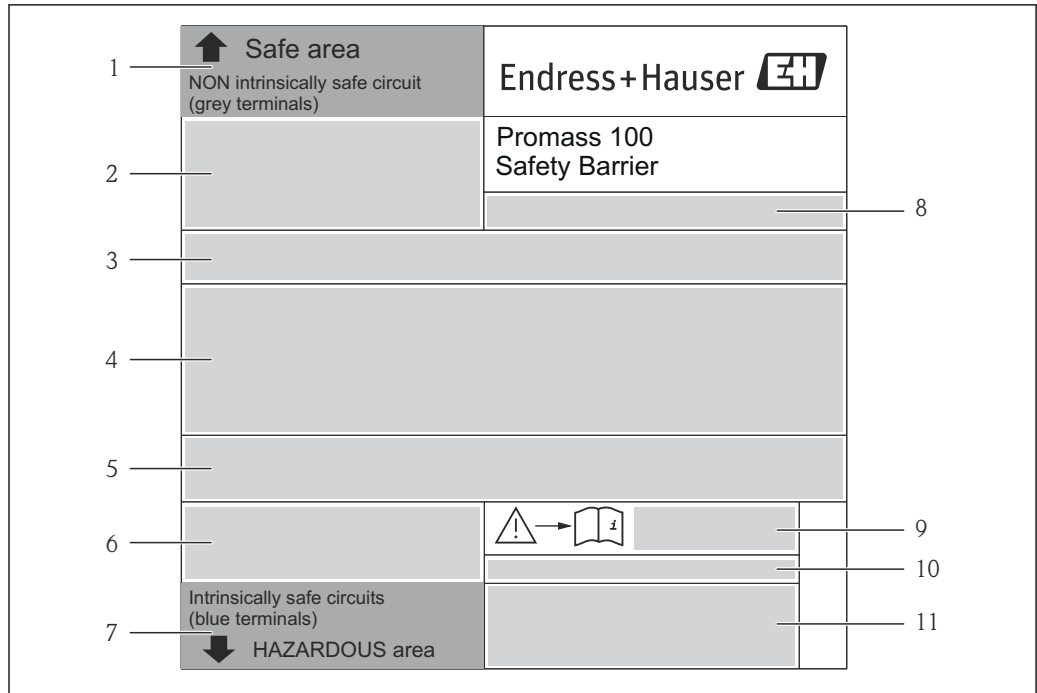 Safe area
NON intrinsically safe circuit
(grey terminals)
Endress+Hauser EH
Promass 100
Safety Barrier
1
2
3
4
5
6
7
8
9
10
11
i
Intrinsically safe circuits
(blue terminals)
HAZARDOUS area